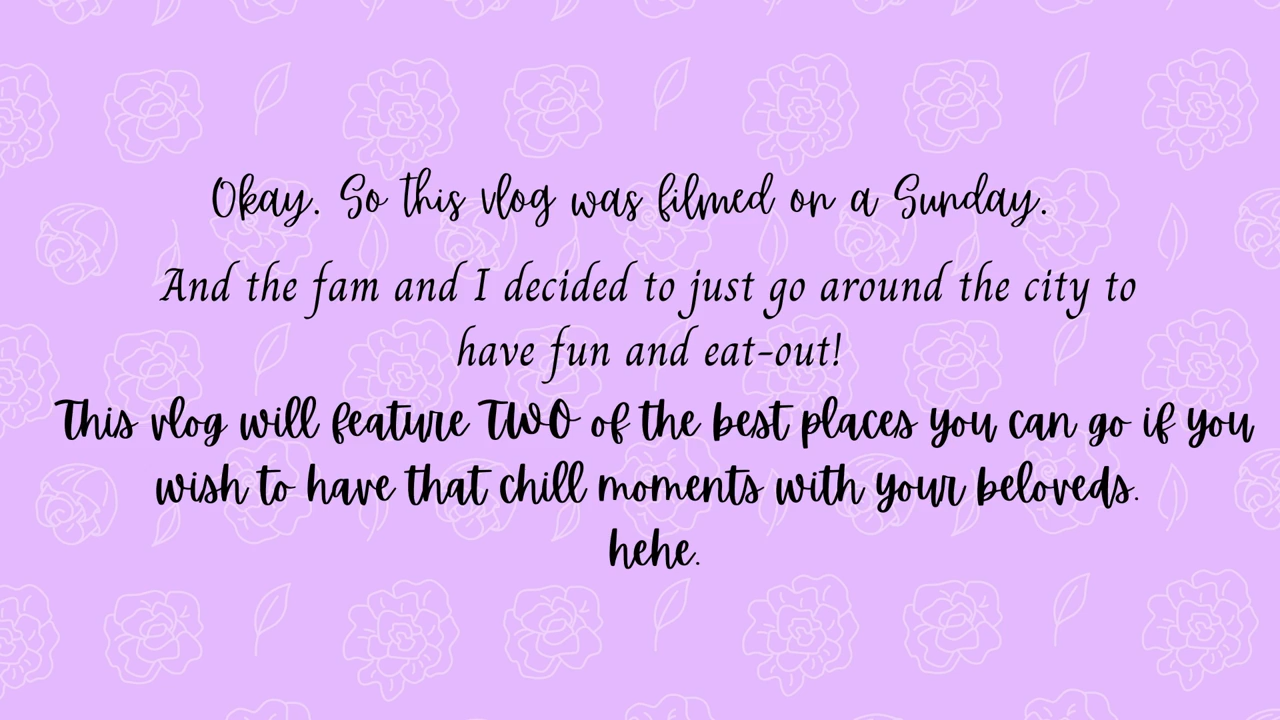 Okay. So this vlog was filmed on a Sunday.
And the fam and I decided to just go around the city to
have fun and eat-out!
This vlog will feature TWO of the best places you can go if you
wish to have that chill moments with your beloveds.
hehe.